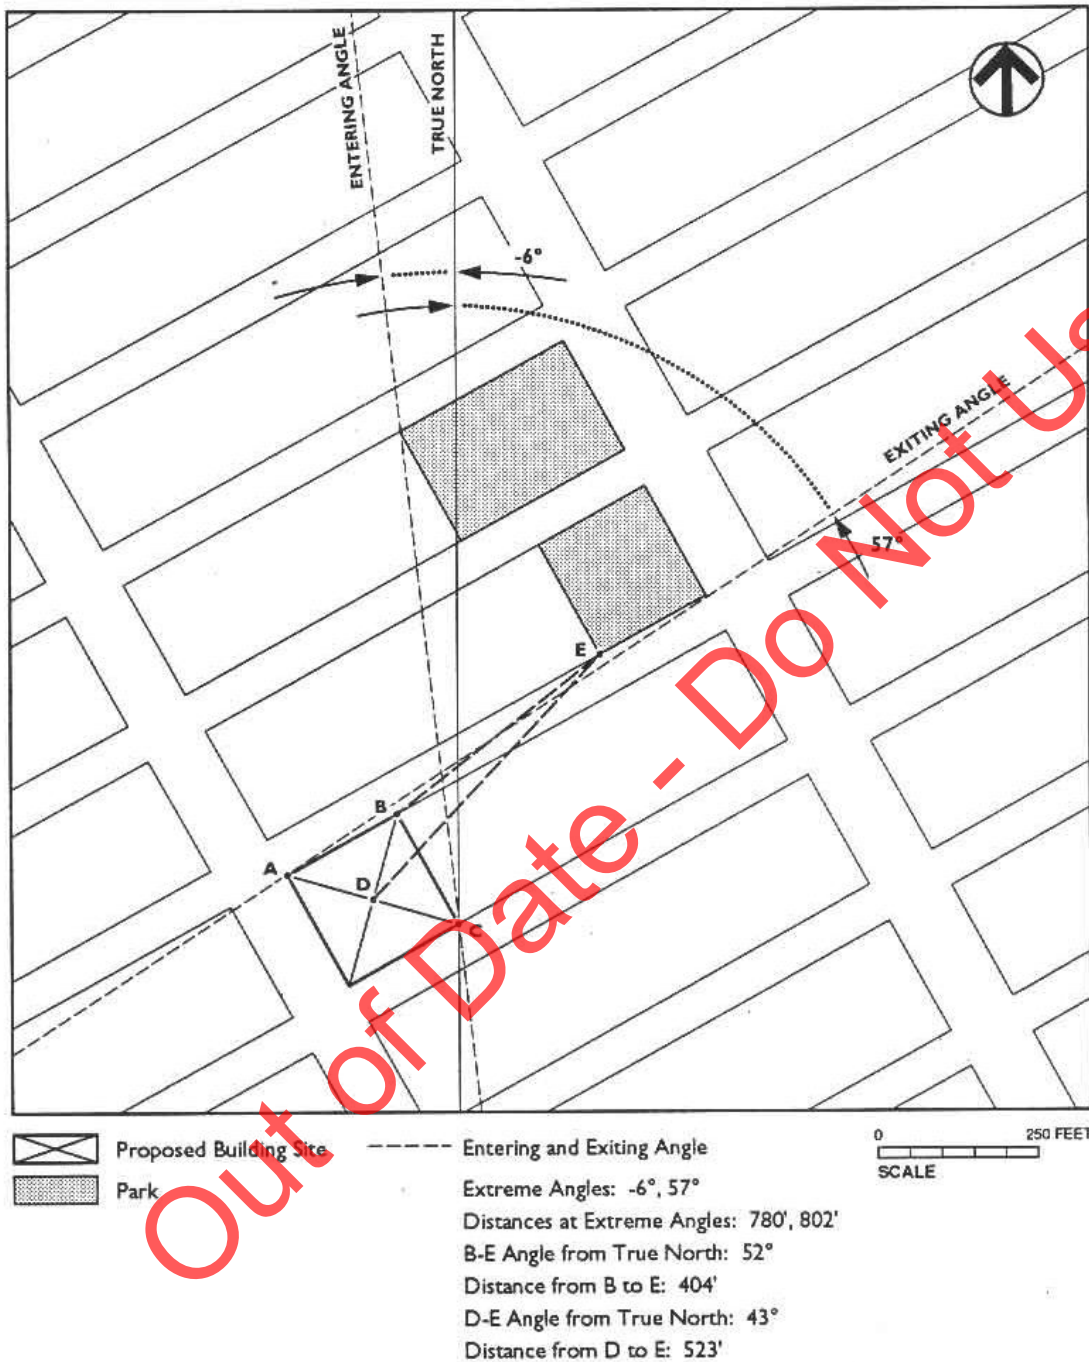 ENTERING ANGLE
TRUE NORTH
-6°
EXITING ANGLE
57°
E
B
A
D
C
Out of Date - Do Not Us
Proposed Building Site
Park
Entering and Exiting Angle
Extreme Angles: -6°, 57°
Distances at Extreme Angles: 780', 802'
B-E Angle from True North: 52°
Distance from B to E: 404'
D-E Angle from True North: 43°
Distance from D to E: 523'
0 250 FEET
SCALE